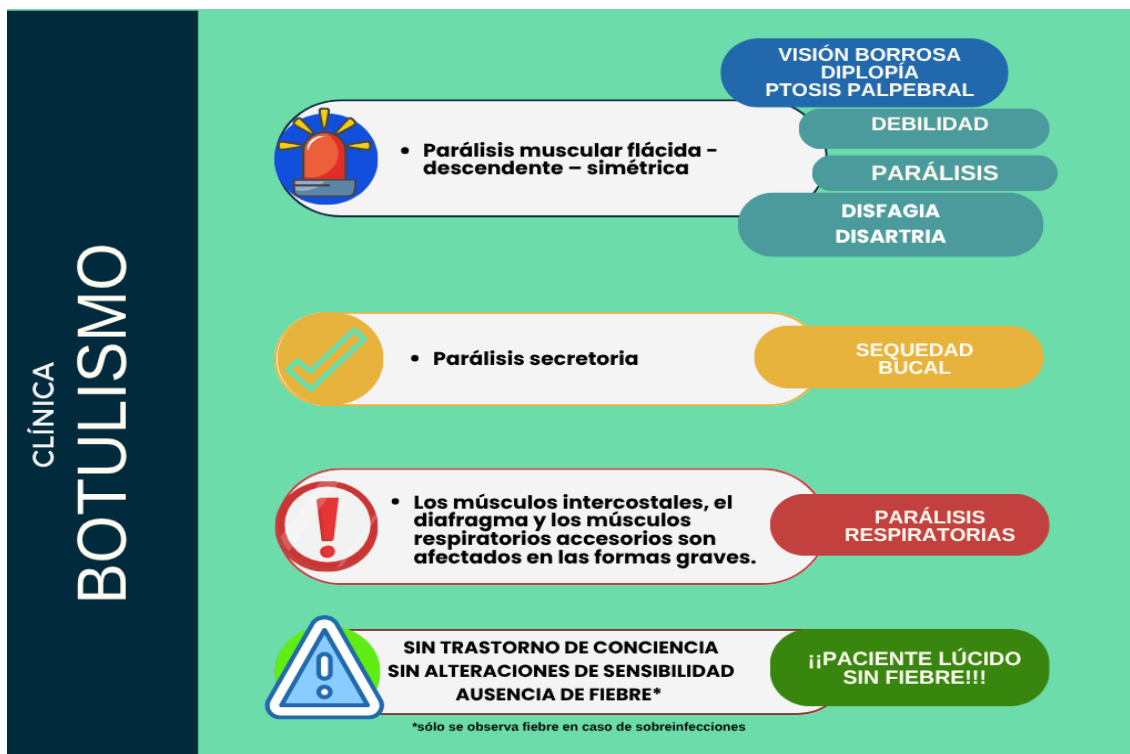 CLÍNICA
BOTULISMO
• Parálisis muscular flácida -
descendente – simétrica
VISIÓN BORROSA
DIPLOPÍA
PTOSIS PALPEBRAL
DEBILIDAD
PARÁLISIS
DISFAGIA
DISARTRIA
• Parálisis secretoria
SEQUEDAD
BUCAL
• Los músculos intercostales, el
diafragma y los músculos
respiratorios accesorios son
afectados en las formas graves.
PARÁLISIS
RESPIRATORIAS
SIN TRASTORNO DE CONCIENCIA
SIN ALTERACIONES DE SENSIBILIDAD
AUSENCIA DE FIEBRE*
¡¡PACIENTE LÚCIDO
SIN FIEBRE!!!
*sólo se observa fiebre en caso de sobreinfecciones